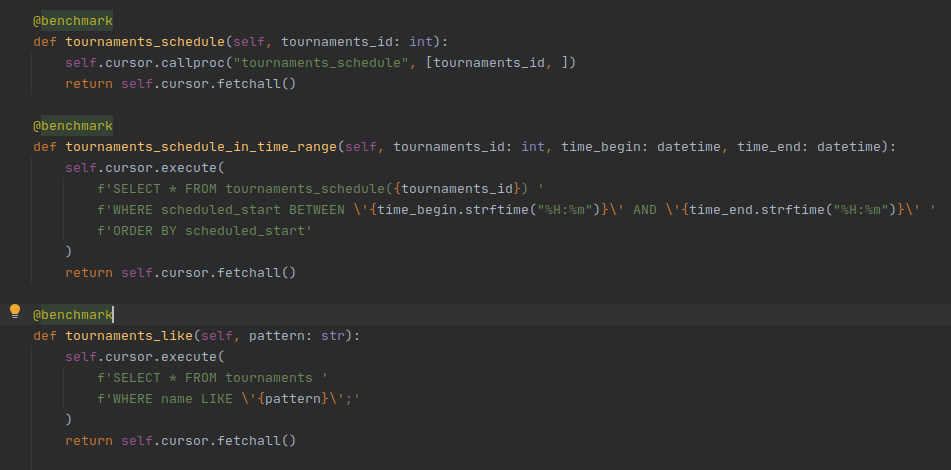 @benchmark
def tournaments_schedule(self, tournaments_id: int):
    self.cursor.callproc("tournaments_schedule", [tournaments_id, ])
    return self.cursor.fetchall()
@benchmark
def tournaments_schedule_in_time_range(self, tournaments_id: int, time_begin: datetime, time_end: datetime):
    self.cursor.execute(
        f'SELECT * FROM tournaments_schedule({tournaments_id}) '
        f'WHERE scheduled_start BETWEEN \'{time_begin.strftime("%H:%m")}\' AND \'{time_end.strftime("%H:%m")}\' '
        f'ORDER BY scheduled_start'
    )
    return self.cursor.fetchall()
@benchmark
def tournaments_like(self, pattern: str):
    self.cursor.execute(
        f'SELECT * FROM tournaments '
        f'WHERE name LIKE \'{pattern}\';'
    )
    return self.cursor.fetchall()